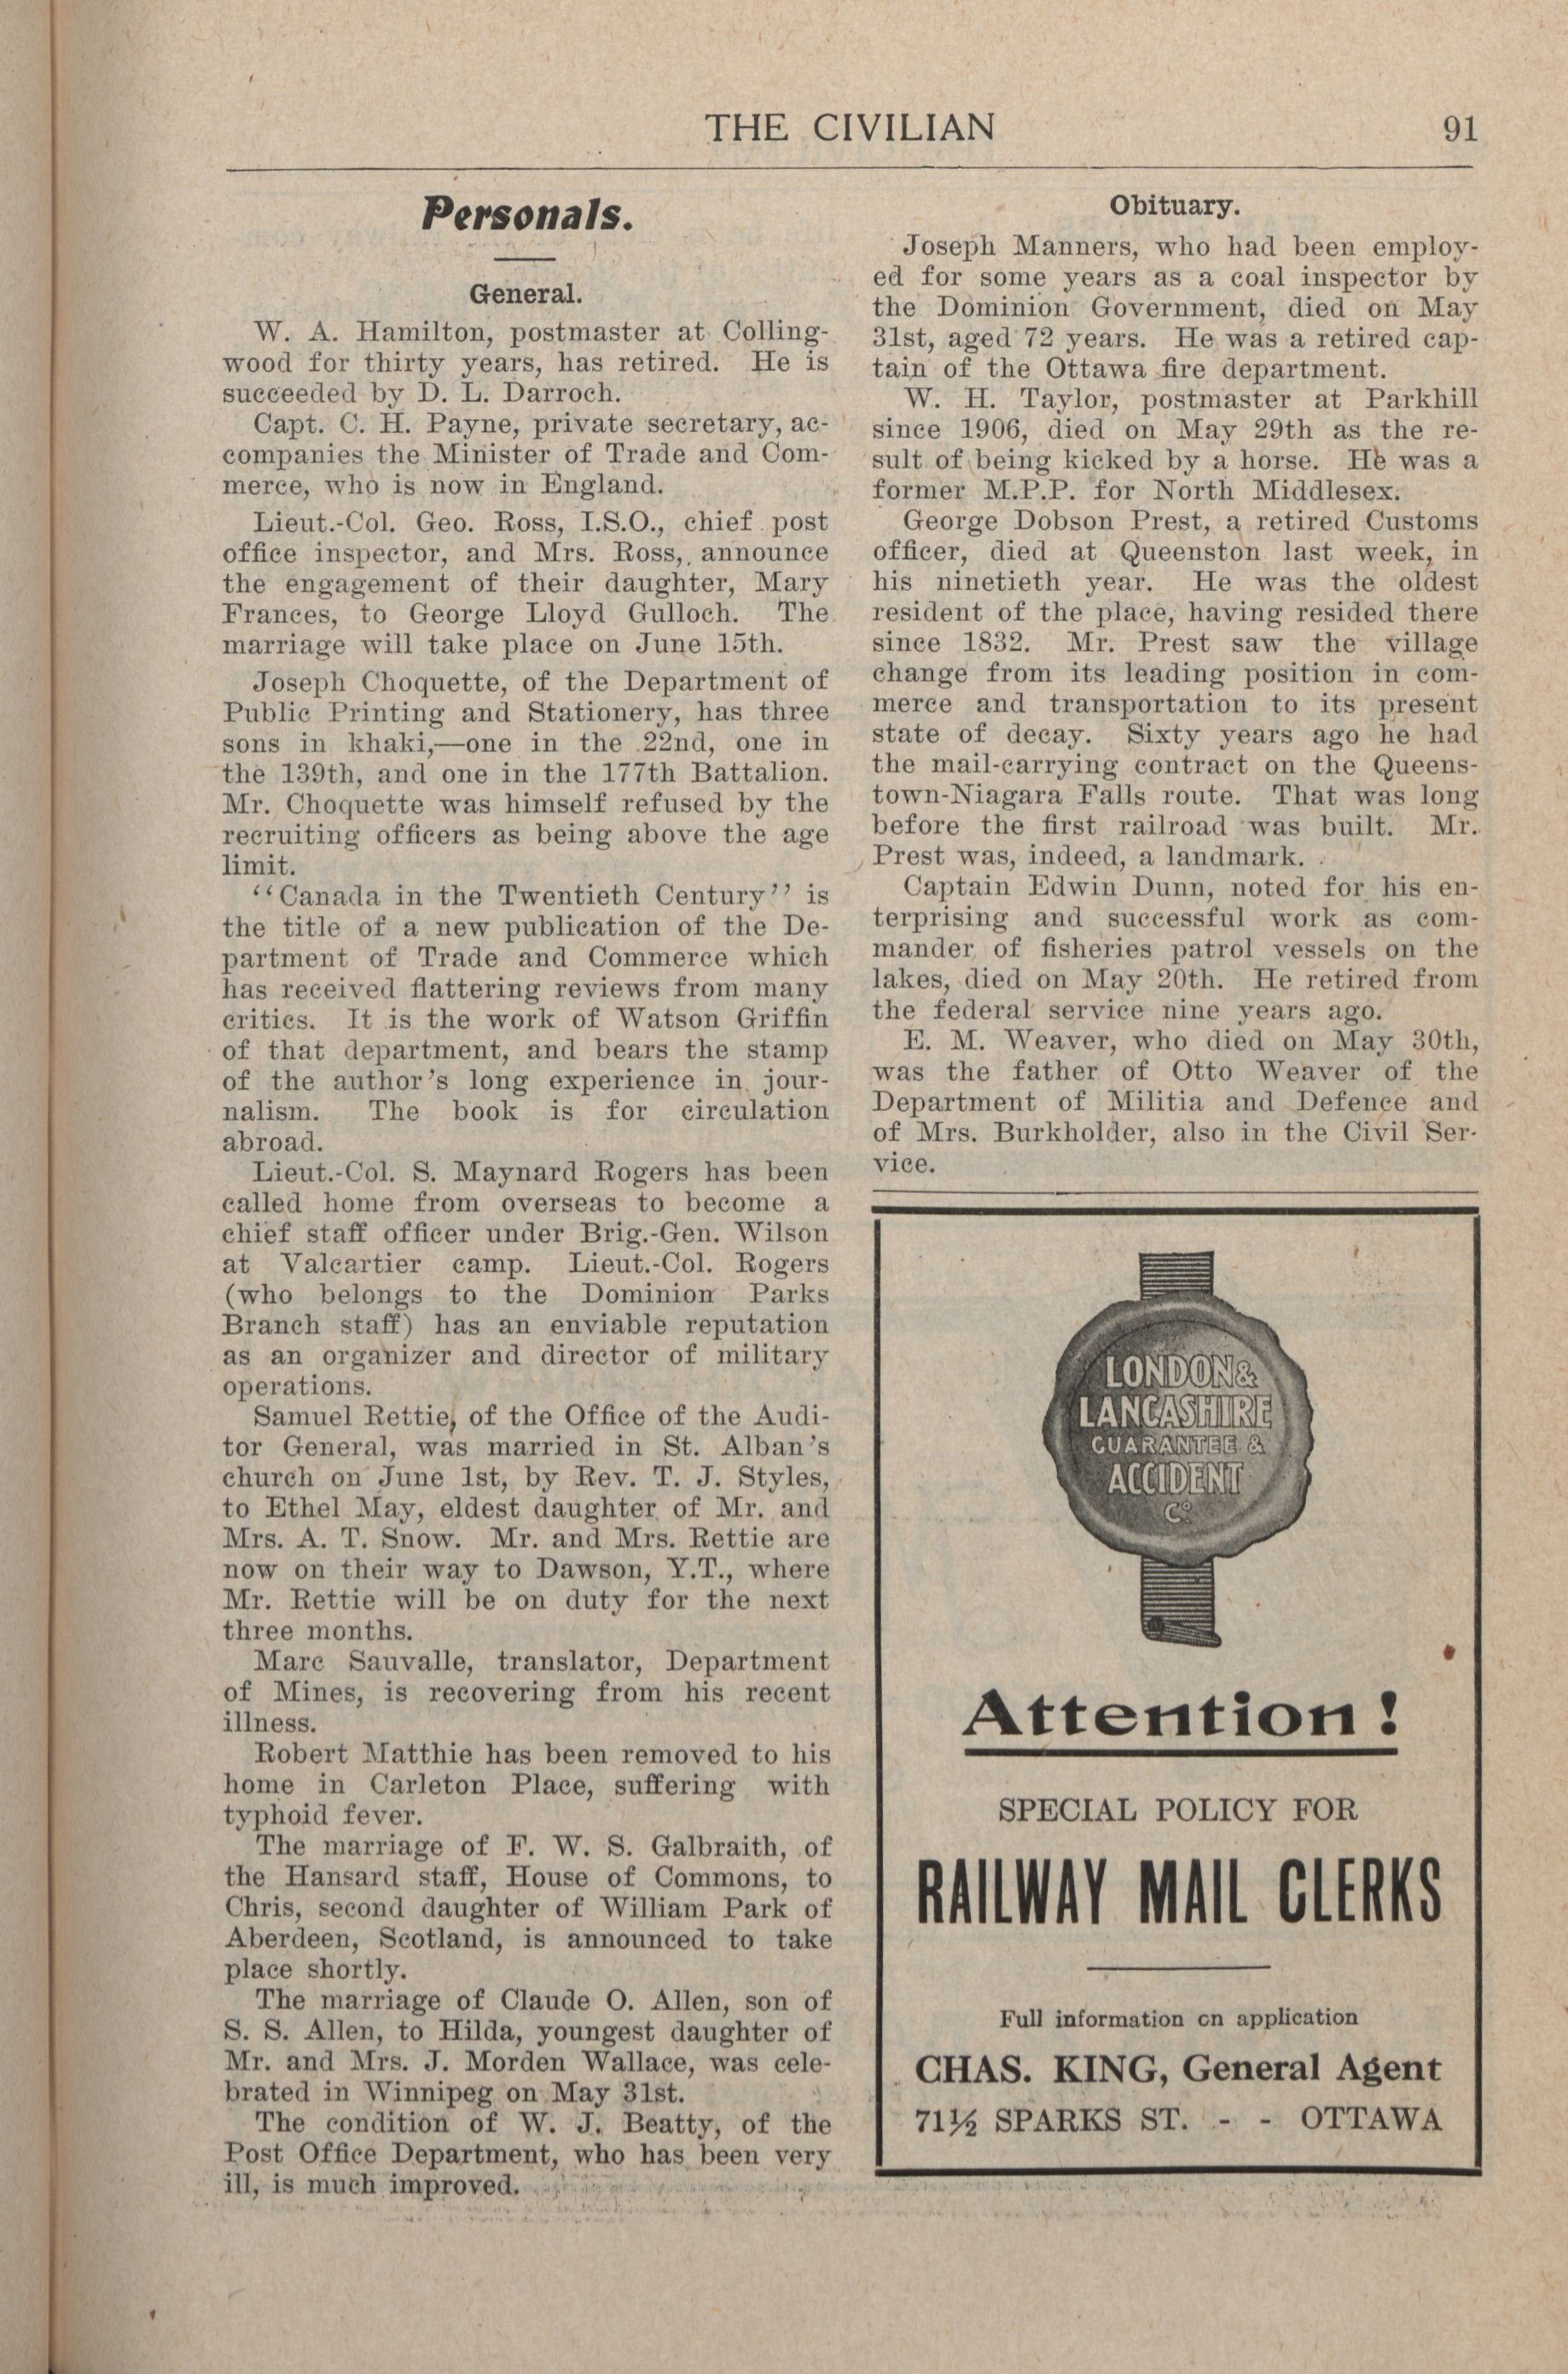 THE CIVILIAN
91
Personals.
General.
W. A. Hamilton, postmaster at Colling-
wood for thirty years, has retired. He is
succeeded by D. L. Darroch.
Capt. C. H. Payne, private secretary, ac-
companies the Minister of Trade and Com-
merce, who is now in England.
Lieut.-Col. Geo. Ross, I.S.O., chief post
office inspector, and Mrs. Ross, announce
the engagement of their daughter, Mary
Frances, to George Lloyd Gulloch. The
marriage will take place on June 15th.
Joseph Choquette, of the Department of
Public Printing and Stationery, has three
sons in khaki,—one in the 22nd, one in
the 139th, and one in the 177th Battalion.
Mr. Choquette was himself refused by the
recruiting officers as being above the age
limit.
‘‘Canada in the Twentieth Century’’ is
the title of a new publication of the De-
partment of Trade and Commerce which
has received flattering reviews from many
critics. It is the work of Watson Griffin
of that department, and bears the stamp
of the author's long experience in jour-
nalism. The book is for circulation
abroad.
Lieut.-Col. S. Maynard Rogers has been
called home from overseas to become a
chief staff officer under Brig.-Gen. Wilson
at Valcartier camp. Lieut.-Col. Rogers
(who belongs to the Dominion Parks
Branch staff) has an enviable reputation
as an organizer and director of military
operations.
Samuel Rettie, of the Office of the Audi-
tor General, was married in St. Alban's
church on June 1st, by Rev. T. J. Styles,
to Ethel May, eldest daughter of Mr. and
Mrs. A. T. Snow. Mr. and Mrs. Rettie are
now on their way to Dawson, Y.T., where
Mr. Rettie will be on duty for the next
three months.
Marc Sauvalle, translator, Department
of Mines, is recovering from his recent
illness.
Robert Matthie has been removed to his
home in Carleton Place, suffering with
typhoid fever.
The marriage of F. W. S. Galbraith, of
the Hansard staff, House of Commons, to
Chris, second daughter of William Park of
Aberdeen, Scotland, is announced to take
place shortly.
The marriage of Claude O. Allen, son of
S. S. Allen, to Hilda, youngest daughter of
Mr. and Mrs. J. Morden Wallace, was cele-
brated in Winnipeg on May 31st.
The condition of W. J. Beatty, of the
Post Office Department, who has been very
ill, is much improved.
Obituary.
Joseph Manners, who had been employ-
ed for some years as a coal inspector by
the Dominion Government, died on May
31st, aged 72 years. He was a retired cap-
tain of the Ottawa fire department.
W. H. Taylor, postmaster at Parkhill
since 1906, died on May 29th as the re-
sult of being kicked by a horse. He was a
former M.P.P. for North Middlesex.
George Dobson Prest, a retired Customs
officer, died at Queenston last week, in
his ninetieth year. He was the oldest
resident of the place, having resided there
since 1832. Mr. Prest saw the village
change from its leading position in com-
merce and transportation to its present
state of decay. Sixty years ago he had
the mail-carrying contract on the Queens-
town-Niagara Falls route. That was long
before the first railroad was built. Mr.
Prest was, indeed, a landmark.
Captain Edwin Dunn, noted for his en-
terprising and successful work as com-
mander of fisheries patrol vessels on the
lakes, died on May 20th. He retired from
the federal service nine years ago.
E. M. Weaver, who died on May 30th,
was the father of Otto Weaver of the
Department of Militia and Defence and
of Mrs. Burkholder, also in the Civil Ser-
vice.
LONDON &
LANCASHIRE
GUARANTEE &
ACCIDENT
Co.
Attention!
SPECIAL POLICY FOR
RAILWAY MAIL CLERKS
Full information on application
CHAS. KING, General Agent
71½ SPARKS ST. - - OTTAWA